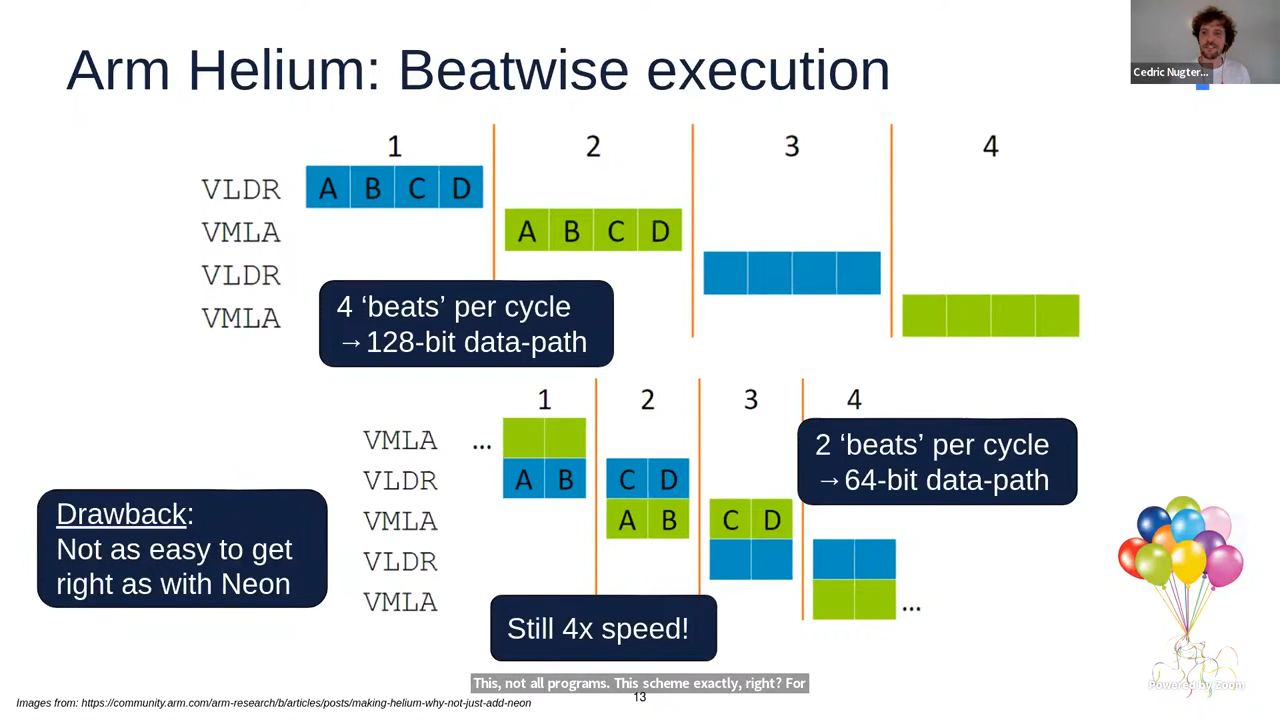 Arm Helium: Beatwise execution
Cedric Nugter...
1 2 3 4
VLDR A B C D
VMLA A B C D
VLDR
VMLA
4 ‘beats’ per cycle
→128-bit data-path
1 2 3 4
VMLA ...
VLDR A B C D
VMLA A B C D
VLDR
VMLA ...
2 ‘beats’ per cycle
→64-bit data-path
Drawback:
Not as easy to get
right as with Neon
Still 4x speed!
This, not all programs. This scheme exactly, right? For
Powered by Zoom
Images from: https://community.arm.com/arm-research/b/articles/posts/making-helium-why-not-just-add-neon
13